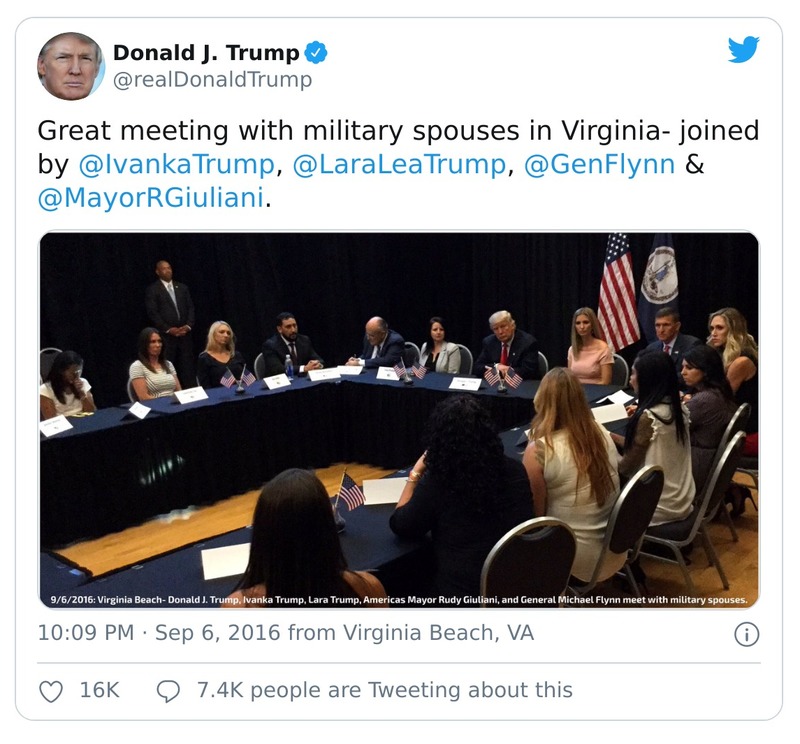 Donald J. Trump
@realDonaldTrump
Great meeting with military spouses in Virginia- joined
by @IvankaTrump, @LaraLeaTrump, @GenFlynn &
@MayorRGiuliani.
9/6/2016: Virginia Beach- Donald J. Trump, Ivanka Trump, Lara Trump, Americas Mayor Rudy Giuliani, and General Michael Flynn meet with military spouses.
10:09 PM · Sep 6, 2016 from Virginia Beach, VA
16K
7.4K people are Tweeting about this